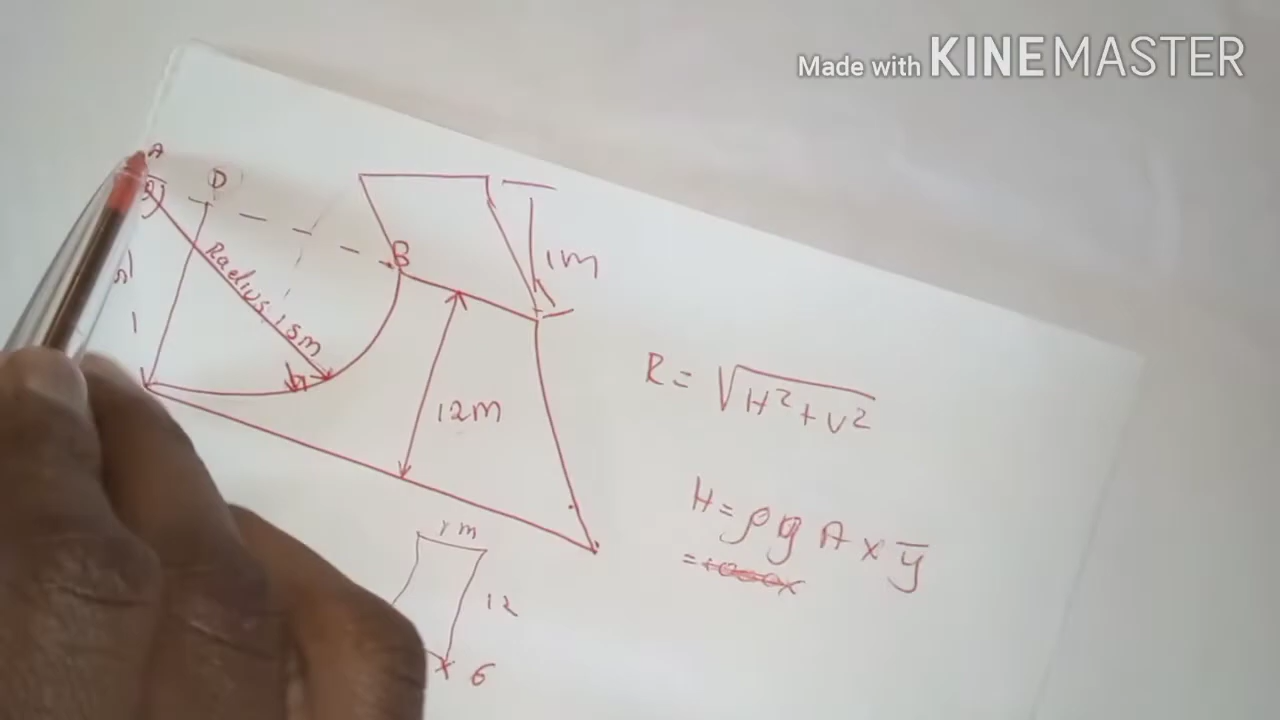 Made with KINEMASTER
A
D
B
Radius 15m
1m
12m
R = √H²+V²
H = ρg A × ȳ
1m
12
6